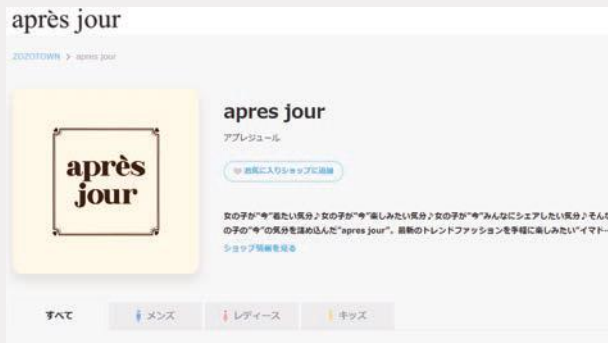 après jour
ZOZOTOWN > apres jour
après
jour
apres jour
アプレジュール
お気に入りショップに追加
女の子が"今"着たい気分♪女の子が"今"楽しみたい気分♪女の子が"今"みんなにシェアしたい気分♪そんな
の子の"今"の気分を詰め込んだ"apres jour"。最新のトレンドファッションを手軽に楽しみたい"イマド…
ショップ情報を見る
すべて メンズ レディース キッズ